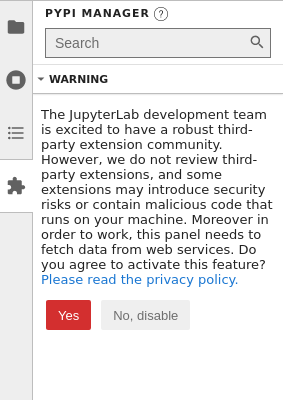 PYPI MANAGER ?
Search
WARNING
The JupyterLab development team
is excited to have a robust third-
party extension community.
However, we do not review third-
party extensions, and some
extensions may introduce security
risks or contain malicious code that
runs on your machine. Moreover in
order to work, this panel needs to
fetch data from web services. Do
you agree to activate this feature?
Please read the privacy policy.
Yes
No, disable